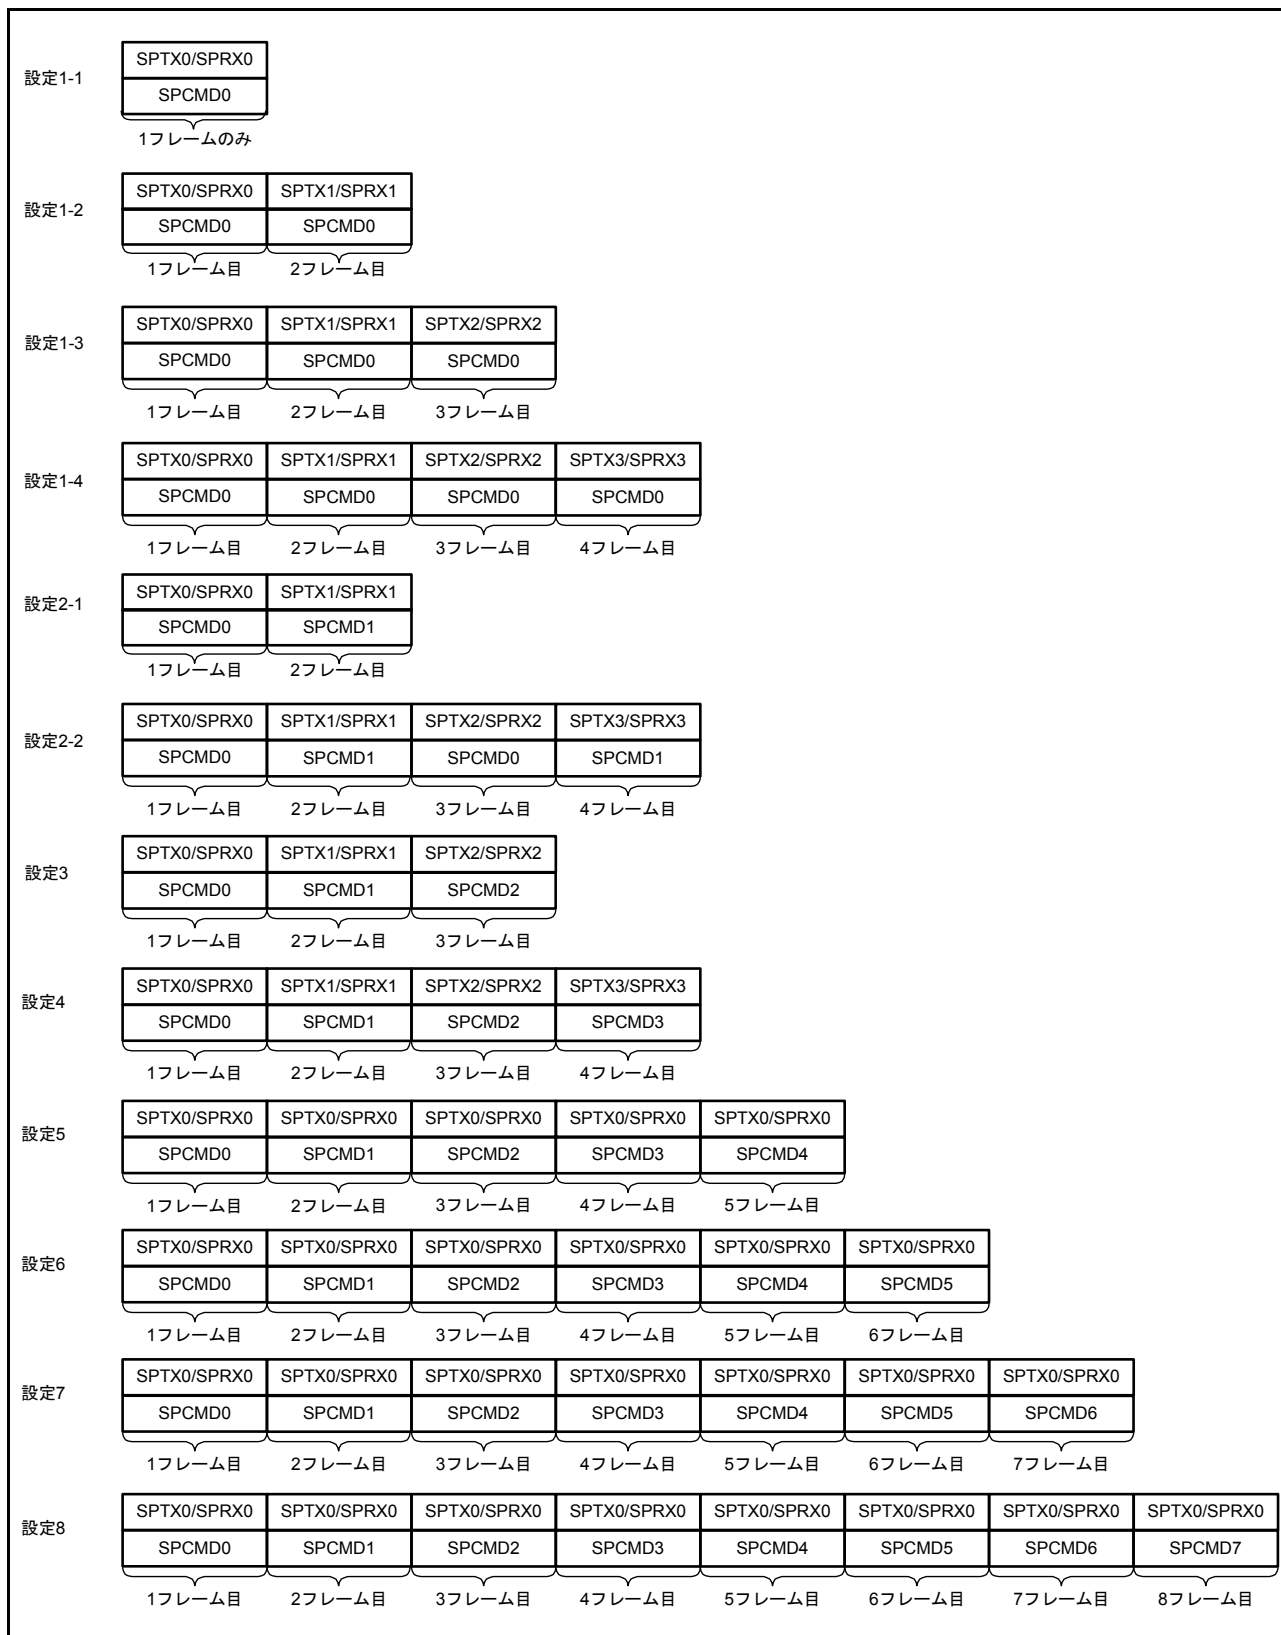 設定1-1
SPTX0/SPRX0
SPCMD0
1フレームのみ
設定1-2
SPTX0/SPRX0 SPTX1/SPRX1
SPCMD0 SPCMD0
1フレーム目 2フレーム目
設定1-3
SPTX0/SPRX0 SPTX1/SPRX1 SPTX2/SPRX2
SPCMD0 SPCMD0 SPCMD0
1フレーム目 2フレーム目 3フレーム目
設定1-4
SPTX0/SPRX0 SPTX1/SPRX1 SPTX2/SPRX2 SPTX3/SPRX3
SPCMD0 SPCMD0 SPCMD0 SPCMD0
1フレーム目 2フレーム目 3フレーム目 4フレーム目
設定2-1
SPTX0/SPRX0 SPTX1/SPRX1
SPCMD0 SPCMD1
1フレーム目 2フレーム目
設定2-2
SPTX0/SPRX0 SPTX1/SPRX1 SPTX2/SPRX2 SPTX3/SPRX3
SPCMD0 SPCMD1 SPCMD0 SPCMD1
1フレーム目 2フレーム目 3フレーム目 4フレーム目
設定3
SPTX0/SPRX0 SPTX1/SPRX1 SPTX2/SPRX2
SPCMD0 SPCMD1 SPCMD2
1フレーム目 2フレーム目 3フレーム目
設定4
SPTX0/SPRX0 SPTX1/SPRX1 SPTX2/SPRX2 SPTX3/SPRX3
SPCMD0 SPCMD1 SPCMD2 SPCMD3
1フレーム目 2フレーム目 3フレーム目 4フレーム目
設定5
SPTX0/SPRX0 SPTX0/SPRX0 SPTX0/SPRX0 SPTX0/SPRX0 SPTX0/SPRX0
SPCMD0 SPCMD1 SPCMD2 SPCMD3 SPCMD4
1フレーム目 2フレーム目 3フレーム目 4フレーム目 5フレーム目
設定6
SPTX0/SPRX0 SPTX0/SPRX0 SPTX0/SPRX0 SPTX0/SPRX0 SPTX0/SPRX0 SPTX0/SPRX0
SPCMD0 SPCMD1 SPCMD2 SPCMD3 SPCMD4 SPCMD5
1フレーム目 2フレーム目 3フレーム目 4フレーム目 5フレーム目 6フレーム目
設定7
SPTX0/SPRX0 SPTX0/SPRX0 SPTX0/SPRX0 SPTX0/SPRX0 SPTX0/SPRX0 SPTX0/SPRX0 SPTX0/SPRX0
SPCMD0 SPCMD1 SPCMD2 SPCMD3 SPCMD4 SPCMD5 SPCMD6
1フレーム目 2フレーム目 3フレーム目 4フレーム目 5フレーム目 6フレーム目 7フレーム目
設定8
SPTX0/SPRX0 SPTX0/SPRX0 SPTX0/SPRX0 SPTX0/SPRX0 SPTX0/SPRX0 SPTX0/SPRX0 SPTX0/SPRX0 SPTX0/SPRX0
SPCMD0 SPCMD1 SPCMD2 SPCMD3 SPCMD4 SPCMD5 SPCMD6 SPCMD7
1フレーム目 2フレーム目 3フレーム目 4フレーム目 5フレーム目 6フレーム目 7フレーム目 8フレーム目